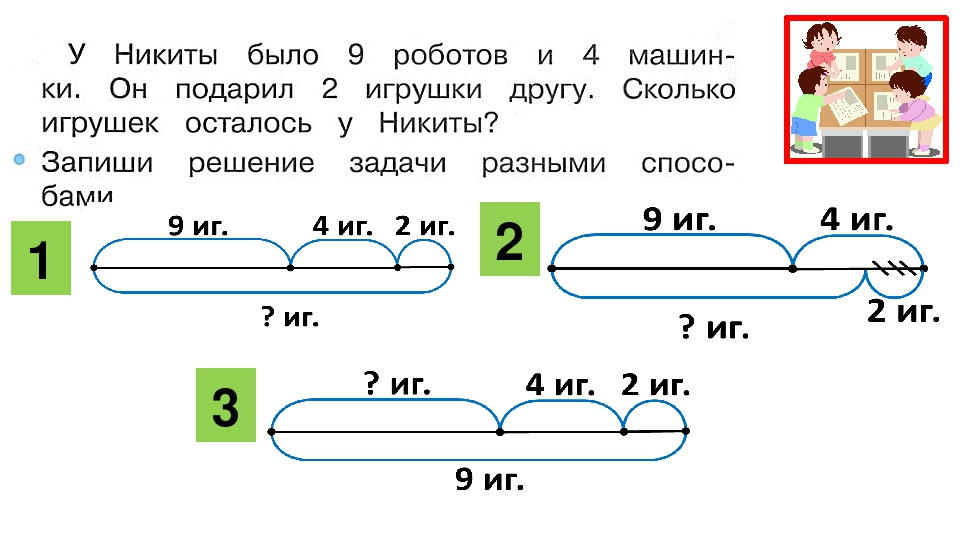 У Никиты было 9 роботов и 4 машин-
ки. Он подарил 2 игрушки другу. Сколько
игрушек осталось у Никиты?
Запиши решение задачи разными спосо-
бами
1
9 иг. 4 иг. 2 иг.
? иг.
2
9 иг. 4 иг.
2 иг.
? иг.
3
? иг. 4 иг. 2 иг.
9 иг.